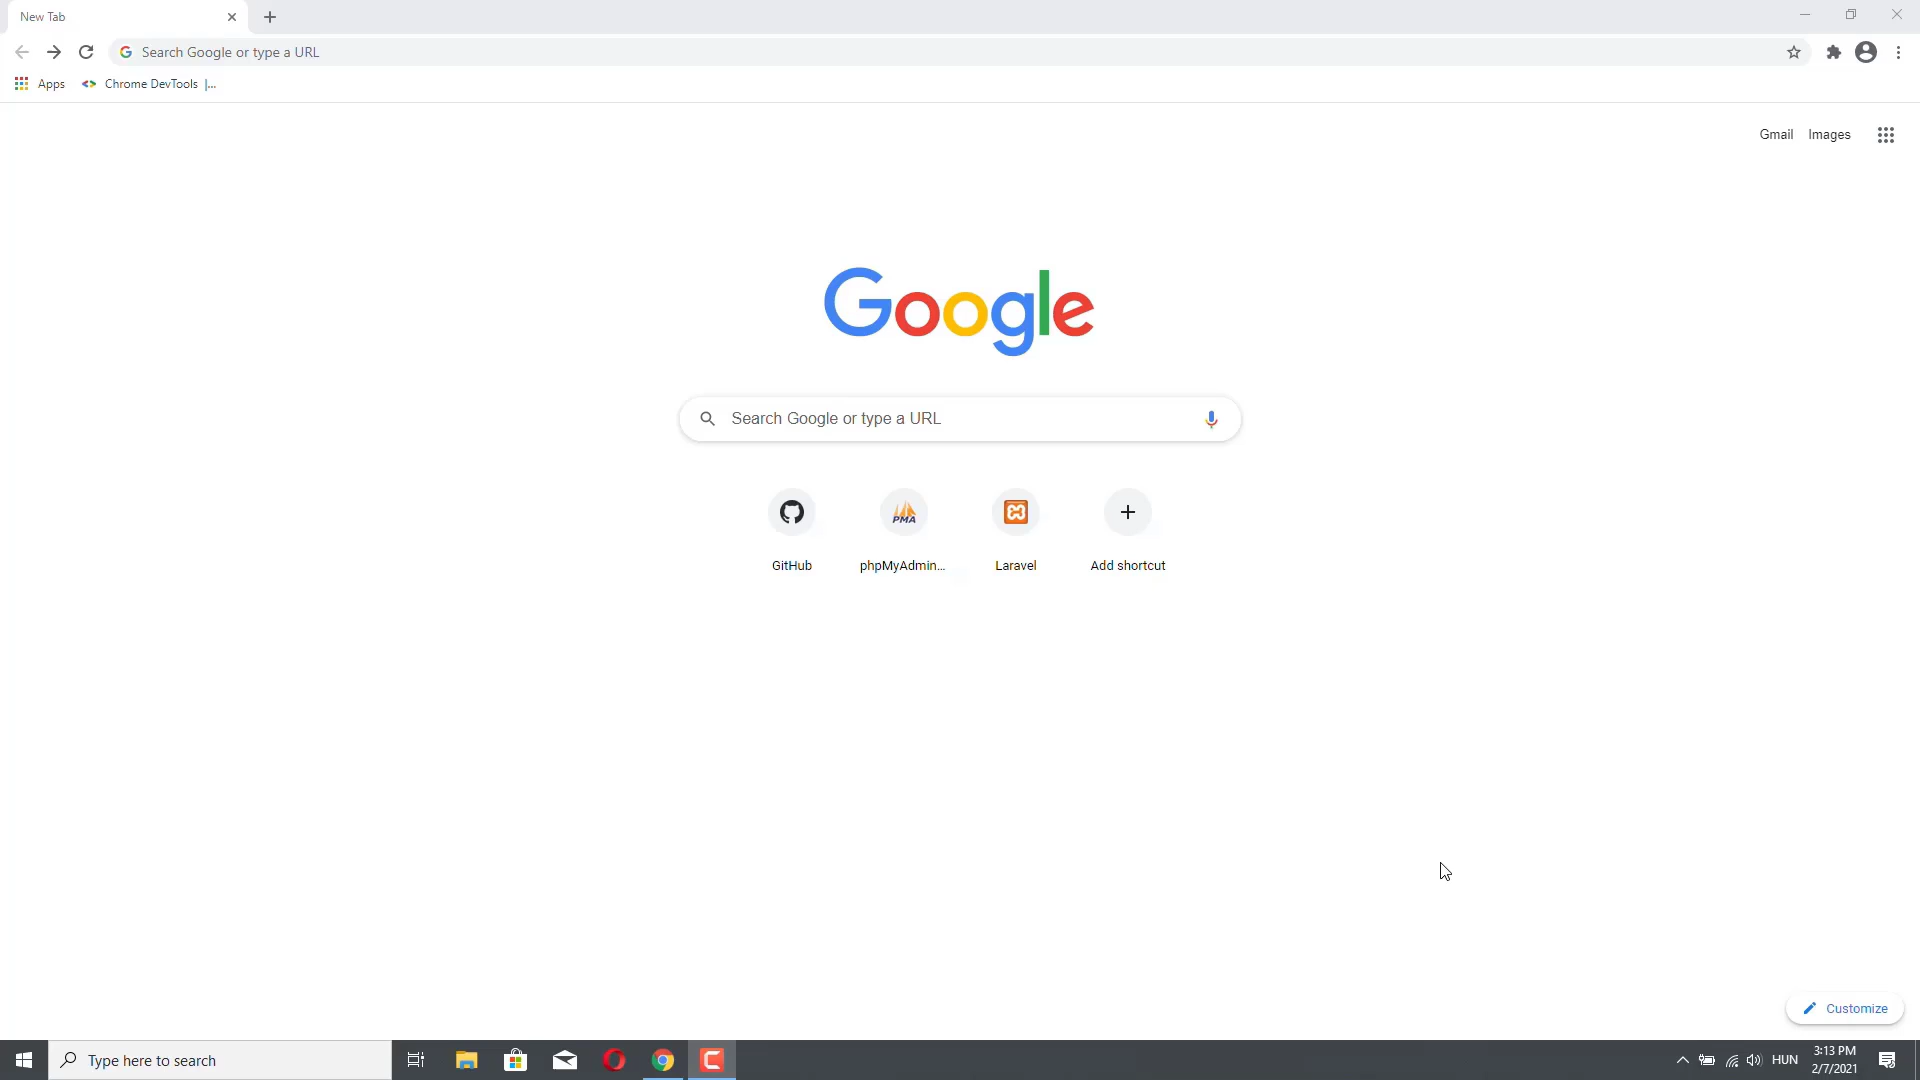 New Tab
Search Google or type a URL
Apps
Chrome DevTools |...
Gmail
Images
Google
Search Google or type a URL
PMA
GitHub
phpMyAdmin...
Laravel
Add shortcut
Customize
Type here to search
HUN
3:13 PM
2/7/2021